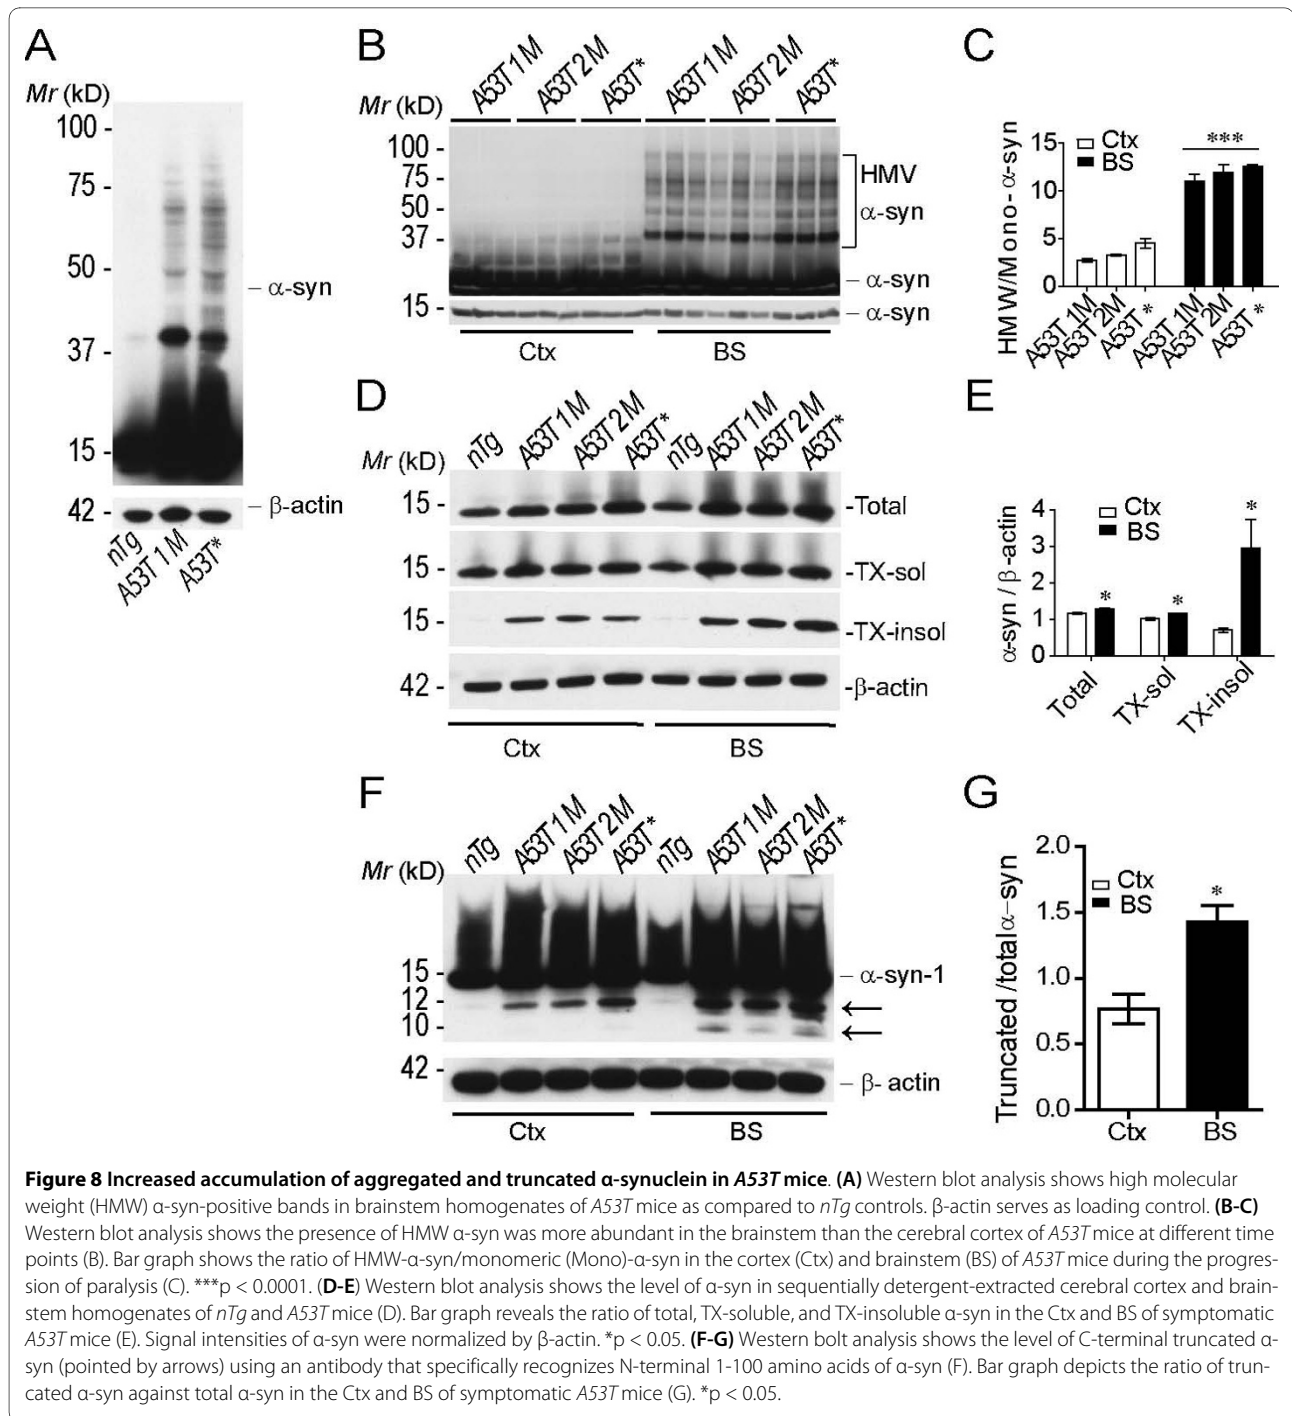 A
Mr (kD)
100 -
75 -
50 -
– α-syn
37 -
15 -
42 -
– β-actin
nTg
A53T 1M
A53T*
B
A53T 1M
A53T 2M
A53T*
A53T 1M
A53T 2M
A53T*
Mr (kD)
100 -
75 -
50 -
37 -
15 -
HMV
α-syn
– α-syn
– α-syn
Ctx
BS
C
HMW/Mono- α-syn
15
10
5
0
Ctx
BS
***
A53T 1M
A53T 2M
A53T*
A53T 1M
A53T 2M
A53T*
D
nTg
A53T 1M
A53T 2M
A53T*
nTg
A53T 1M
A53T 2M
A53T*
Mr (kD)
15 -
-Total
15 -
-TX-sol
15 -
-TX-insol
42 -
-β-actin
Ctx
BS
E
α-syn / β-actin
4
3
2
1
0
Ctx
BS
*
*
*
Total
TX-sol
TX-insol
F
nTg
A53T 1M
A53T 2M
A53T*
nTg
A53T 1M
A53T 2M
A53T*
Mr (kD)
15 -
– α-syn-1
12 -
10 -
42 -
– β- actin
Ctx
BS
G
Truncated /total α–syn
2.0
1.5
1.0
0.5
0.0
Ctx
BS
*
Ctx
BS
Figure 8 Increased accumulation of aggregated and truncated α-synuclein in A53T mice. (A) Western blot analysis shows high molecular
weight (HMW) α-syn-positive bands in brainstem homogenates of A53T mice as compared to nTg controls. β-actin serves as loading control. (B-C)
Western blot analysis shows the presence of HMW α-syn was more abundant in the brainstem than the cerebral cortex of A53T mice at different time
points (B). Bar graph shows the ratio of HMW-α-syn/monomeric (Mono)-α-syn in the cortex (Ctx) and brainstem (BS) of A53T mice during the progres-
sion of paralysis (C). ***p < 0.0001. (D-E) Western blot analysis shows the level of α-syn in sequentially detergent-extracted cerebral cortex and brain-
stem homogenates of nTg and A53T mice (D). Bar graph reveals the ratio of total, TX-soluble, and TX-insoluble α-syn in the Ctx and BS of symptomatic
A53T mice (E). Signal intensities of α-syn were normalized by β-actin. *p < 0.05. (F-G) Western bolt analysis shows the level of C-terminal truncated α-
syn (pointed by arrows) using an antibody that specifically recognizes N-terminal 1-100 amino acids of α-syn (F). Bar graph depicts the ratio of trun-
cated α-syn against total α-syn in the Ctx and BS of symptomatic A53T mice (G). *p < 0.05.